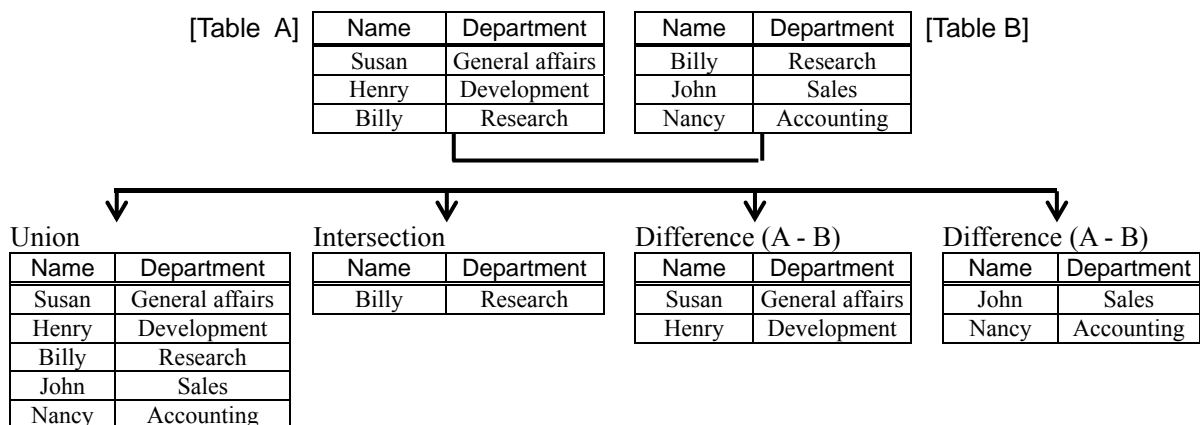 [Table A] Name Department Name Department [Table B]
Susan General affairs Billy Research
Henry Development John Sales
Billy Research Nancy Accounting
Union Intersection Difference (A - B) Difference (A - B)
Name Department Name Department Name Department Name Department
Susan General affairs Billy Research Susan General affairs John Sales
Henry Development Henry Development Nancy Accounting
Billy Research
John Sales
Nancy Accounting